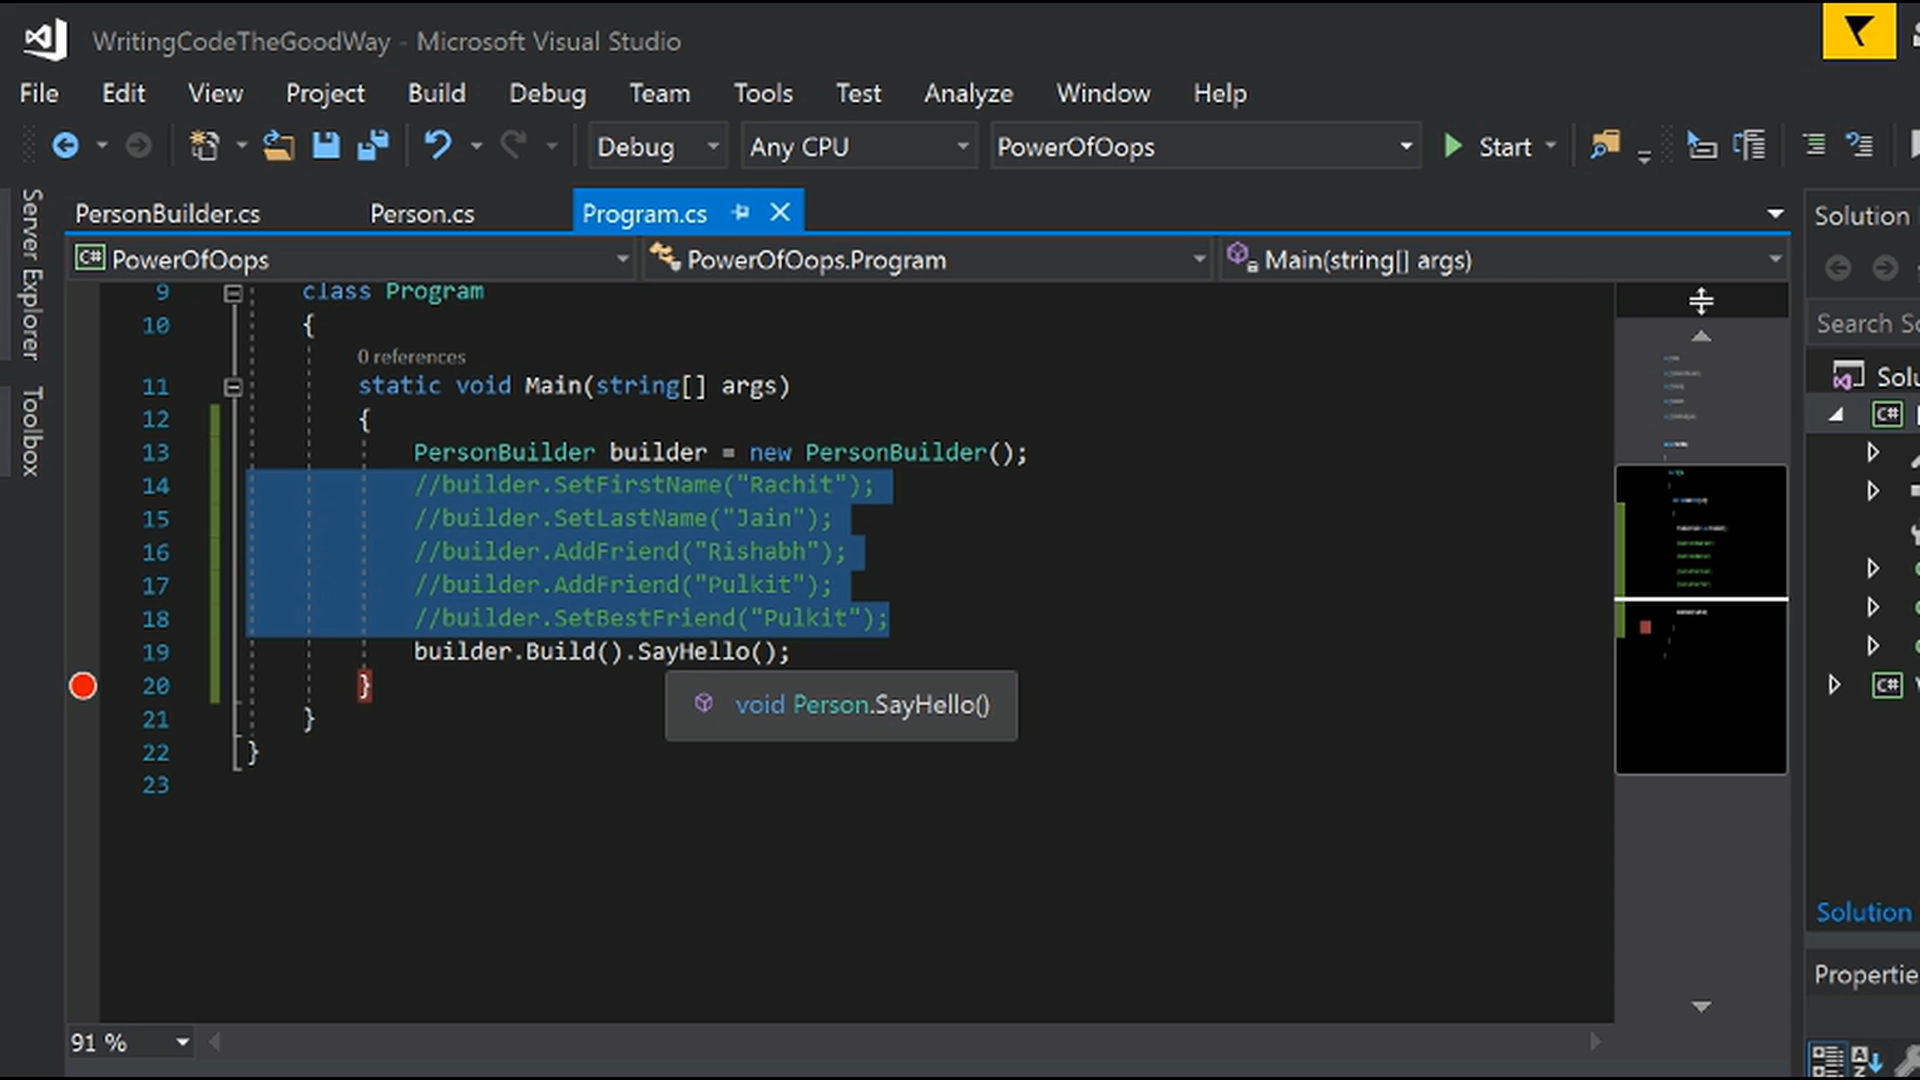 WritingCodeTheGoodWay - Microsoft Visual Studio
File Edit View Project Build Debug Team Tools Test Analyze Window Help
Debug Any CPU PowerOfOops Start
Server Explorer
Toolbox
PersonBuilder.cs Person.cs Program.cs
C# PowerOfOops PowerOfOops.Program Main(string[] args)
9 class Program
10 {
0 references
11 static void Main(string[] args)
12 {
13 PersonBuilder builder = new PersonBuilder();
14 //builder.SetFirstName("Rachit");
15 //builder.SetLastName("Jain");
16 //builder.AddFriend("Rishabh");
17 //builder.AddFriend("Pulkit");
18 //builder.SetBestFriend("Pulkit");
19 builder.Build().SayHello();
20 }
void Person.SayHello()
21 }
22 }
23
91 %
Solution
Search Sc
Solu
C#
C#
Solution
Propertie